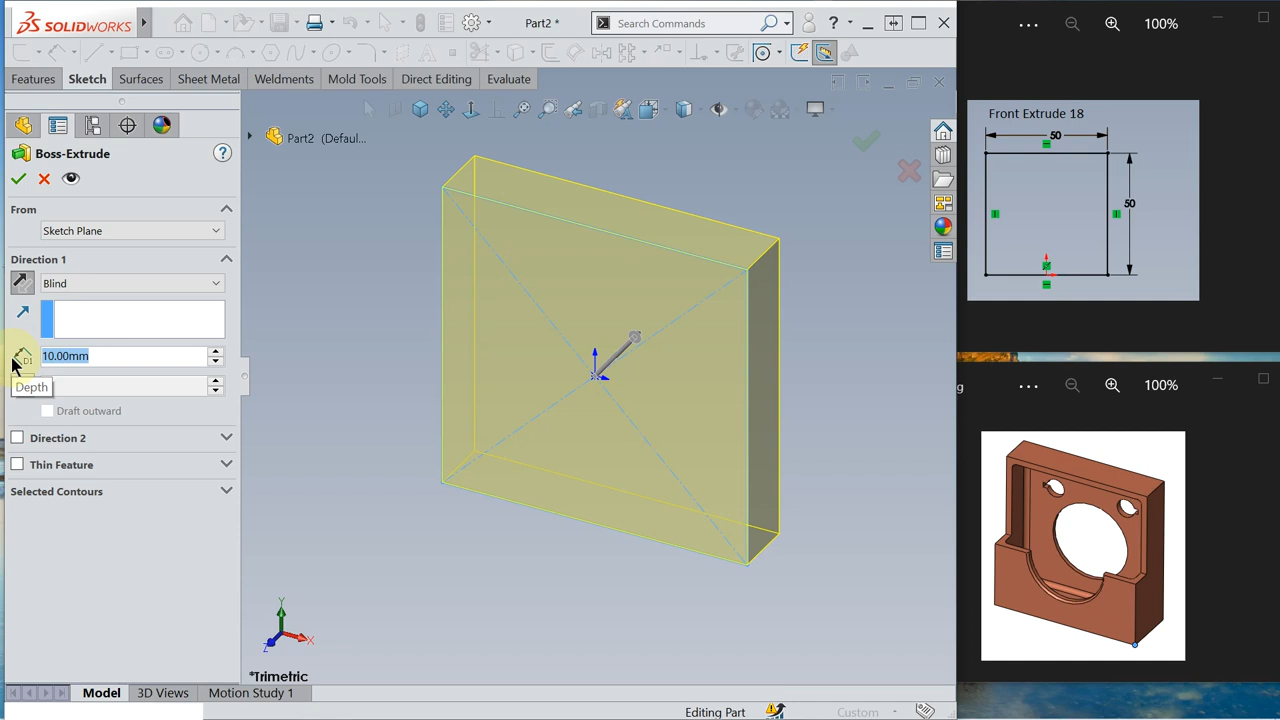 SOLIDWORKS
Part2 *
Search Commands
?
100%
Features
Sketch
Surfaces
Sheet Metal
Weldments
Mold Tools
Direct Editing
Evaluate
Front Extrude 18
50
50
Part2 (Defaul...
Boss-Extrude
?
From
Sketch Plane
Direction 1
Blind
D1
10.00mm
Depth
Draft outward
Direction 2
Thin Feature
Selected Contours
g
100%
Y
X
Z
*Trimetric
Model
3D Views
Motion Study 1
Editing Part
Custom